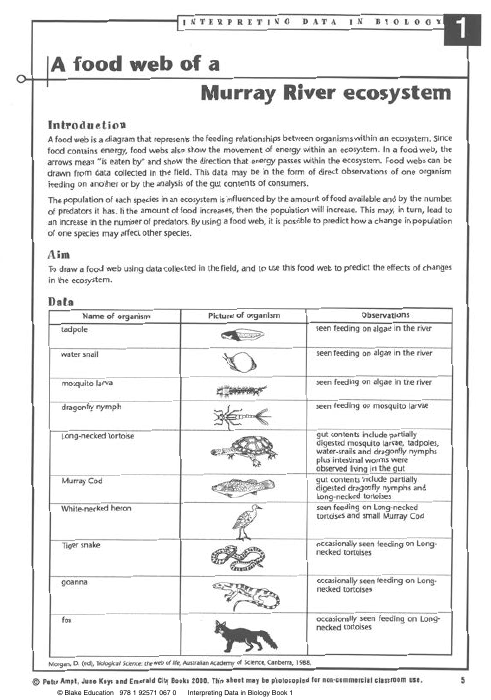 INTERPRETING DATA IN BIOLOGY
1
A food web of a
Murray River ecosystem
Introduction
A food web is a diagram that represents the feeding relationships between organisms within an ecosystem. Since
food contains energy, food webs also show the movement of energy within an ecosystem. In a food web, the
arrows mean "is eaten by" and show the direction that energy passes within the ecosystem. Food webs can be
drawn from data collected in the field. This data may be in the form of direct observations of one organism
feeding on another or by the analysis of the gut contents of consumers.
The population of each species in an ecosystem is influenced by the amount of food available and by the number
of predators it has. If the amount of food increases, then the population will increase. This may, in turn, lead to
an increase in the number of predators. By using a food web, it is possible to predict how a change in population
of one species may affect other species.
Aim
To draw a food web using data collected in the field, and to use this food web to predict the effects of changes
in the ecosystem.
Data
Name of organism Picture of organism Observations
tadpole seen feeding on algae in the river
water snail seen feeding on algae in the river
mosquito larva seen feeding on algae in the river
dragonfly nymph seen feeding on mosquito larvae
Long-necked tortoise gut contents include partially
digested mosquito larvae, tadpoles,
water-snails and dragonfly nymphs
plus intestinal worms were
observed living in the gut
Murray Cod gut contents include partially
digested dragonfly nymphs and
long-necked tortoises
White-necked heron seen feeding on Long-necked
tortoises and small Murray Cod
Tiger snake occasionally seen feeding on Long-
necked tortoises
goanna occasionally seen feeding on Long-
necked tortoises
fox occasionally seen feeding on Long-
necked tortoises
Morgan, D. (ed), Biological Science: the web of life, Australian Academy of Science, Canberra, 1988.
© Peter Ampt, June Keys and Emerald City Books 2000. This sheet may be photocopied for non-commercial classroom use. 5
© Blake Education 978 1 92571 067 0 Interpreting Data in Biology Book 1